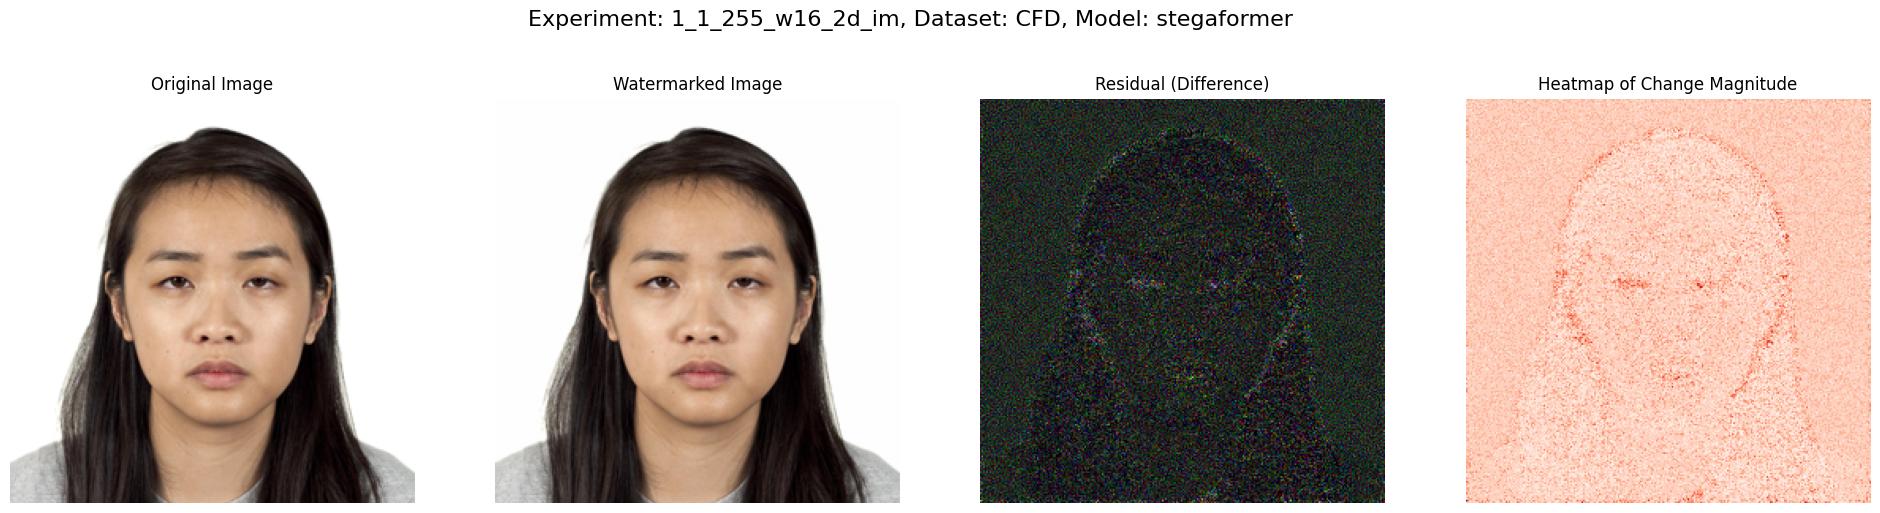 Experiment: 1_1_255_w16_2d_im, Dataset: CFD, Model: stegaformer
Original Image
Watermarked Image
Residual (Difference)
Heatmap of Change Magnitude